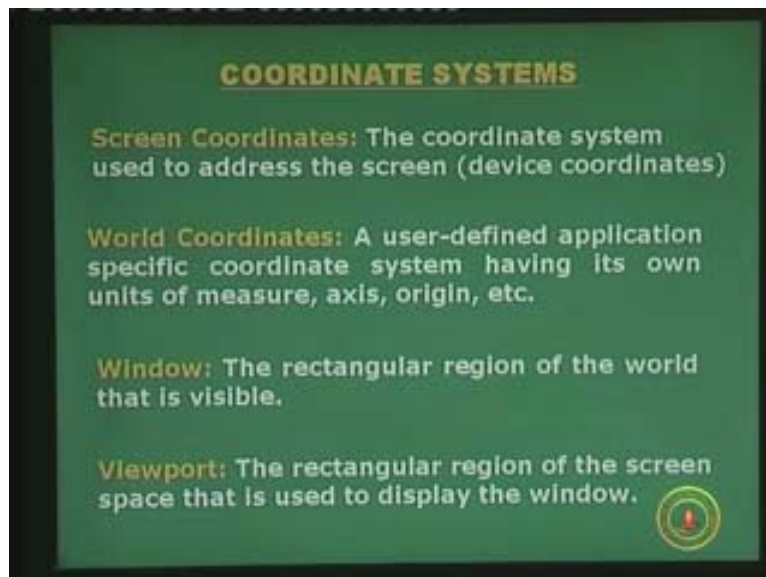 COORDINATE SYSTEMS
Screen Coordinates: The coordinate system
used to address the screen (device coordinates)
World Coordinates: A user-defined application
specific coordinate system having its own
units of measure, axis, origin, etc.
Window: The rectangular region of the world
that is visible.
Viewport: The rectangular region of the screen
space that is used to display the window.